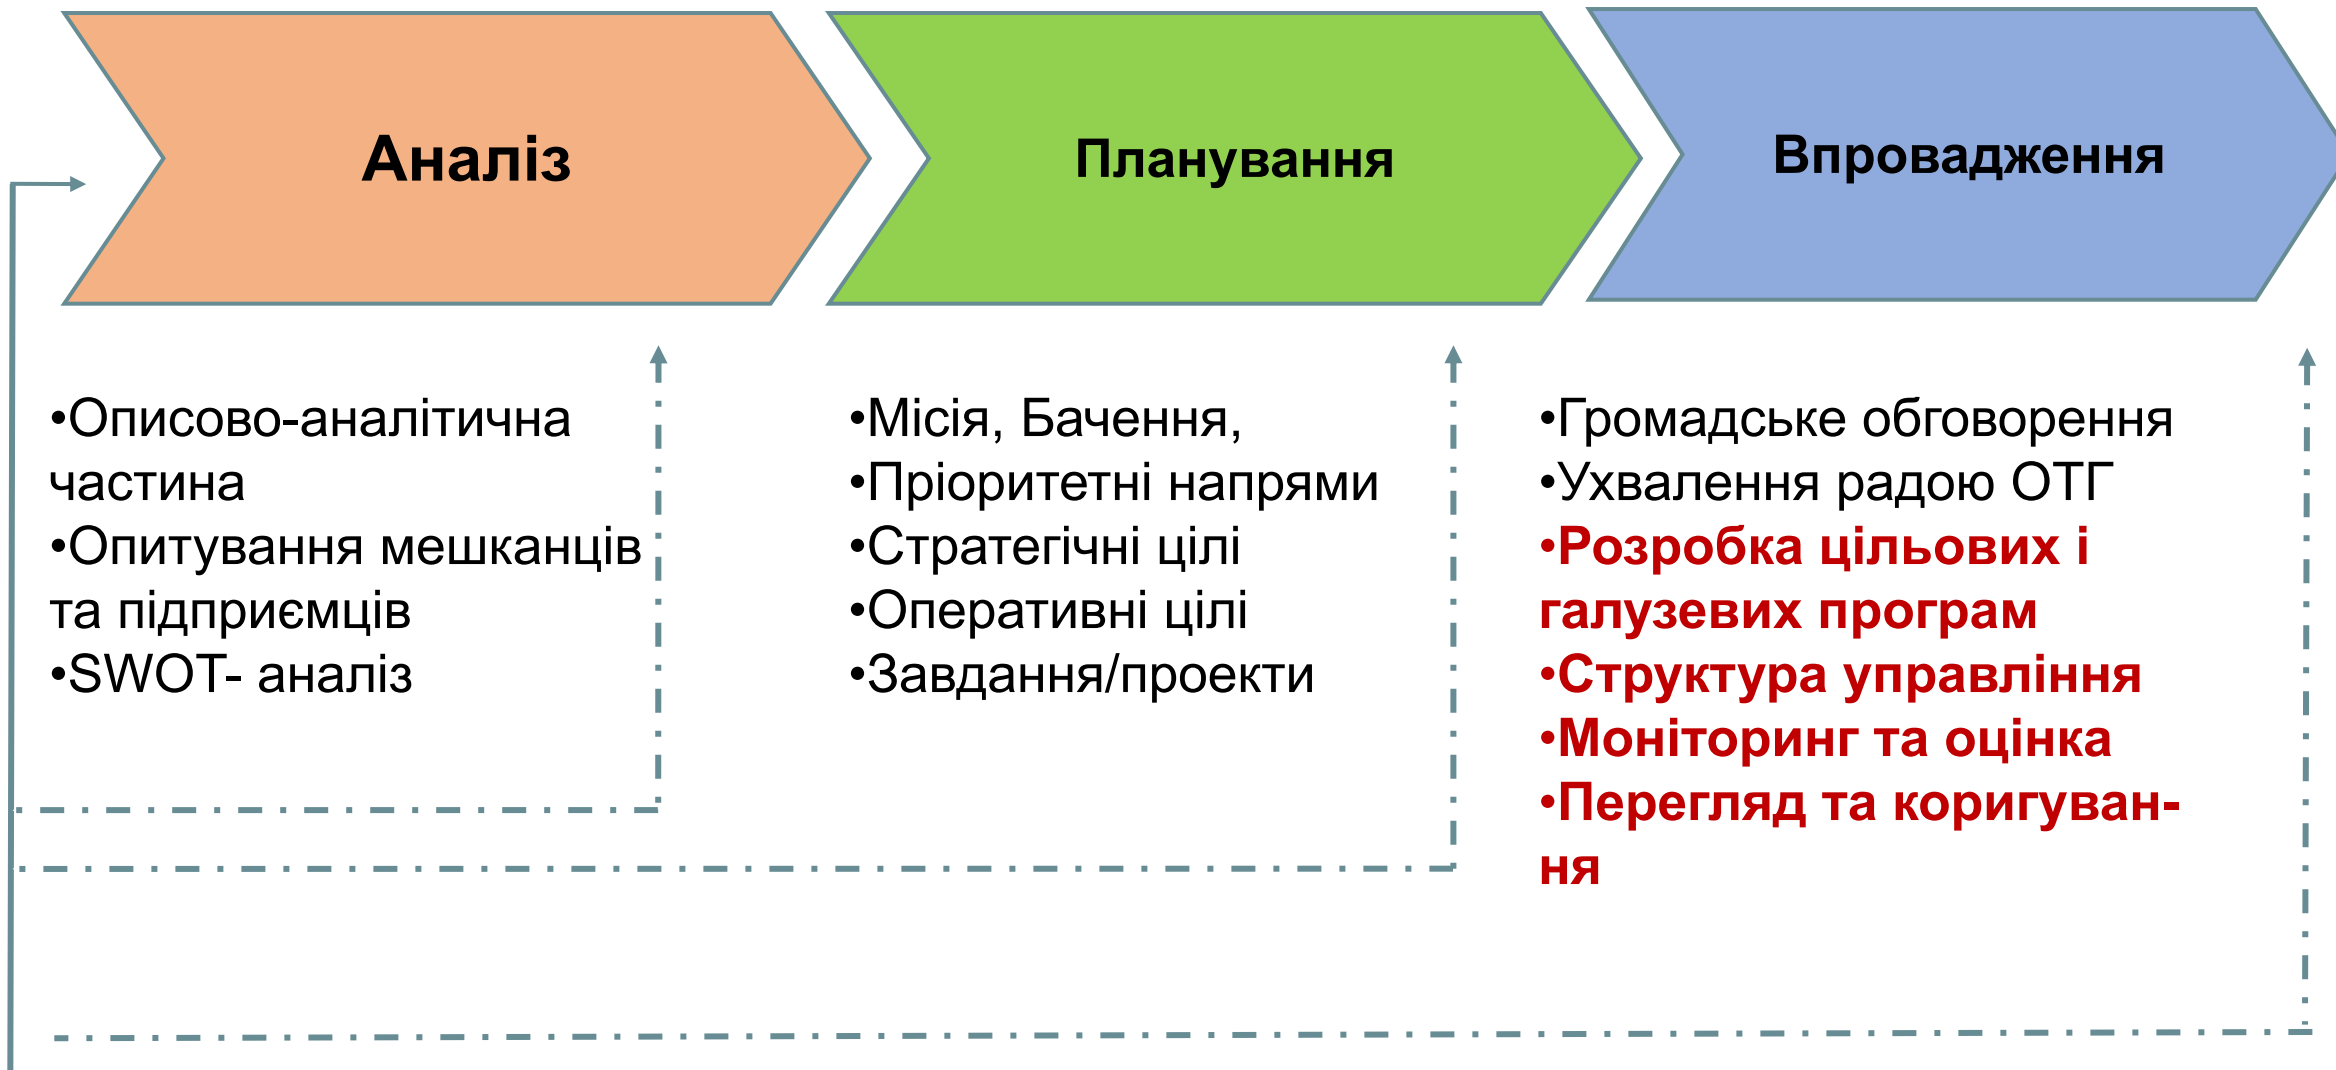 Аналіз
Планування
Впровадження
•Описово-аналітична
частина
•Опитування мешканців
та підприємців
•SWOT- аналіз
•Місія, Бачення,
•Пріоритетні напрями
•Стратегічні цілі
•Оперативні цілі
•Завдання/проекти
•Громадське обговорення
•Ухвалення радою ОТГ
•Розробка цільових і
галузевих програм
•Структура управління
•Моніторинг та оцінка
•Перегляд та коригуван-
ня